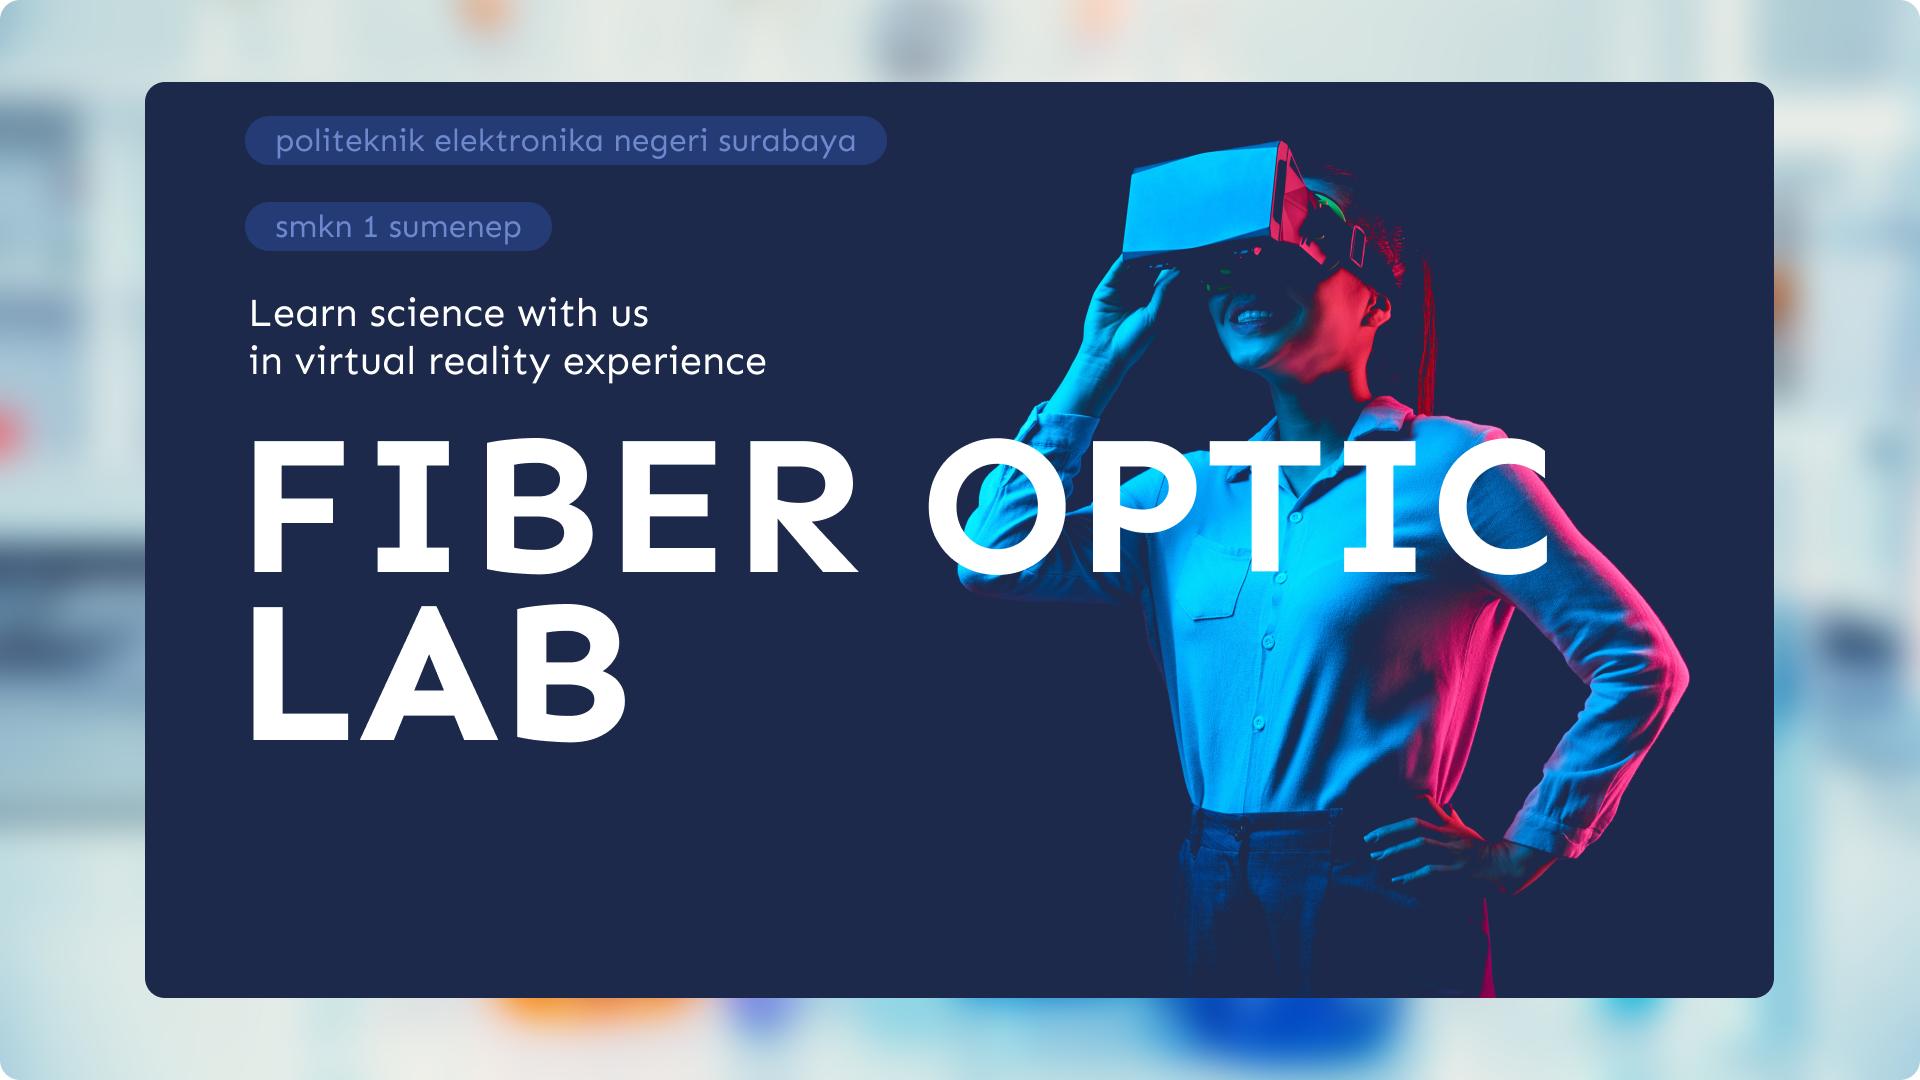 politeknik elektronika negeri surabaya
smkn 1 sumenep
Learn science with us
in virtual reality experience
FIBER OPTIC
LAB